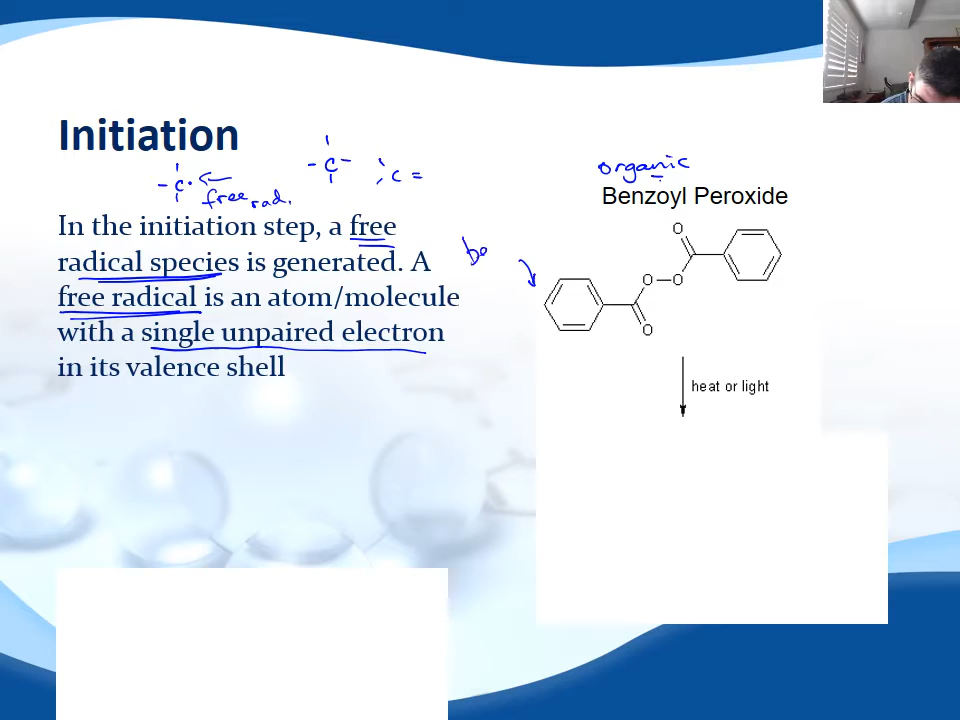 Initiation
- C - ; C =
- C · ← free rad.
In the initiation step, a free
radical species is generated. A
free radical is an atom/molecule
with a single unpaired electron
in its valence shell
be
organic
Benzoyl Peroxide
O
O O
O
heat or light